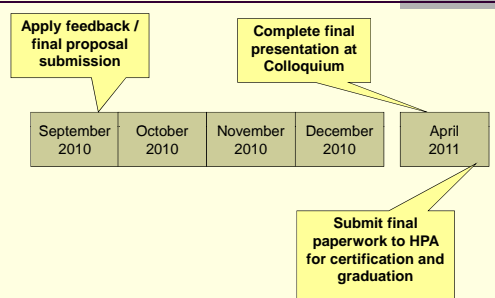 Apply feedback /
final proposal
submission
Complete final
presentation at
Colloquium
September
2010
October
2010
November
2010
December
2010
April
2011
Submit final
paperwork to HPA
for certification and
graduation